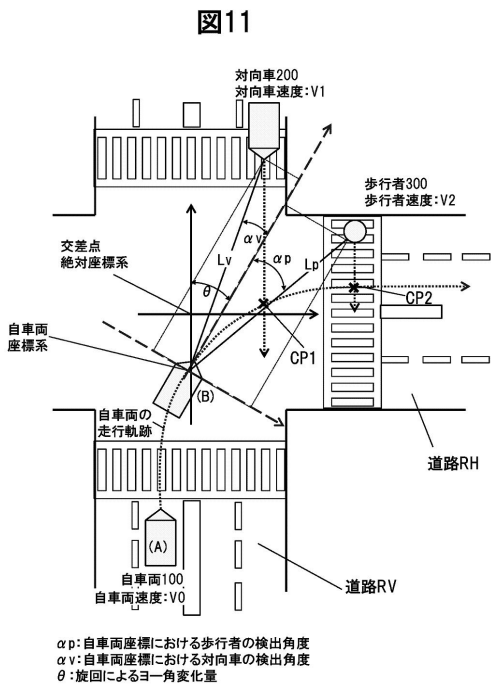 図11
対向車200
対向車速度:V1
歩行者300
歩行者速度:V2
交差点
絶対座標系
αv
Lv
αp
Lp
θ
CP2
自車両
座標系
CP1
(B)
自車両の
走行軌跡
道路RH
(A)
自車両100
自車両速度:V0
道路RV
αp:自車両座標における歩行者の検出角度
αv:自車両座標における対向車の検出角度
θ:旋回によるヨー角変化量